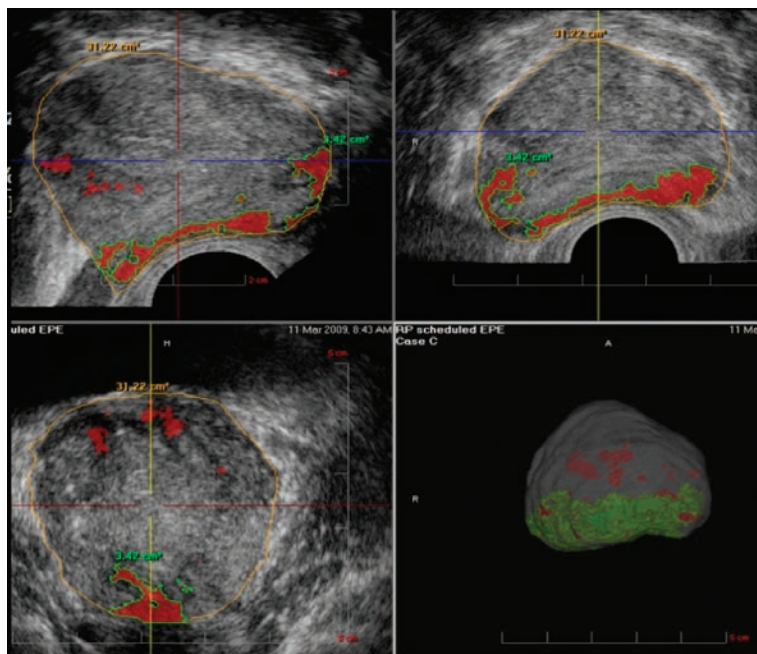 31.22 cm³
3.42 cm³
2 cm
31.22 cm³
R
3.42 cm³
uled EPE
11 Mar 2009, 8:43 AM
H
5 cm
31.22 cm³
3.42 cm³
RP scheduled EPE
11 Ma
Case C
A
R
5 cm